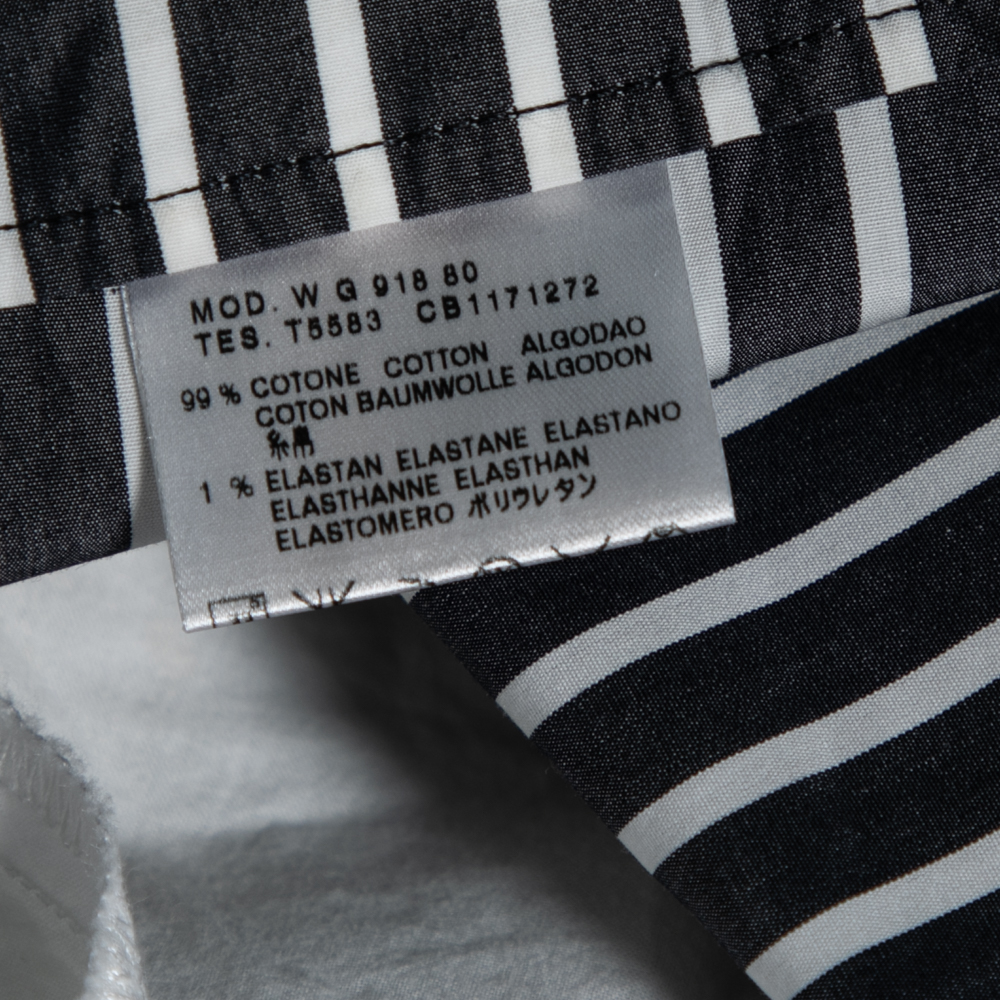 MOD. W G 918 80
TES. T5583 CB1171272
99 % COTONE COTTON ALGODAO
COTON BAUMWOLLE ALGODON
1 % ELASTAN ELASTANE ELASTANO
ELASTHANNE ELASTHAN
ELASTOMERO ポリウレタン